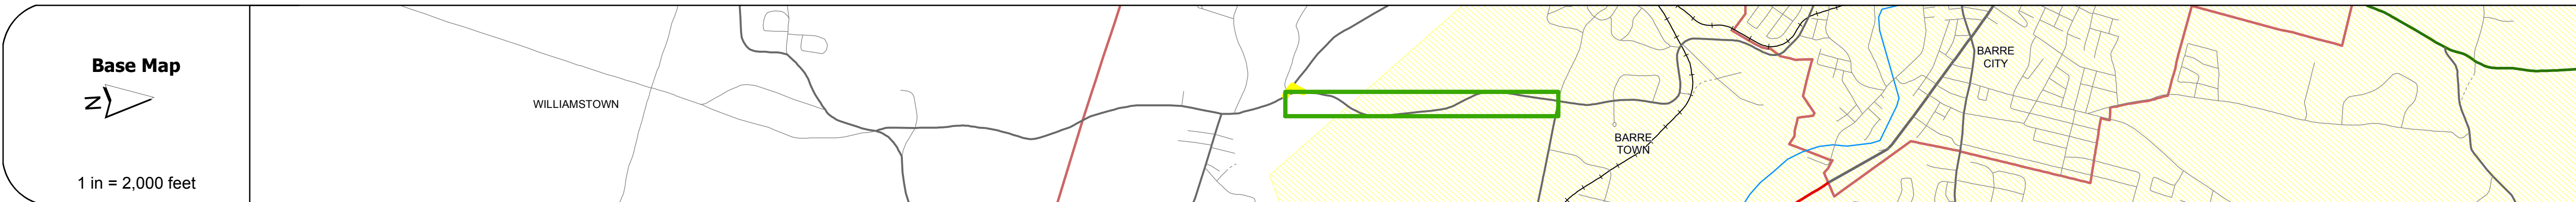 Base Map
N
1 in = 2,000 feet
WILLIAMSTOWN
BARRE
TOWN
BARRE
CITY